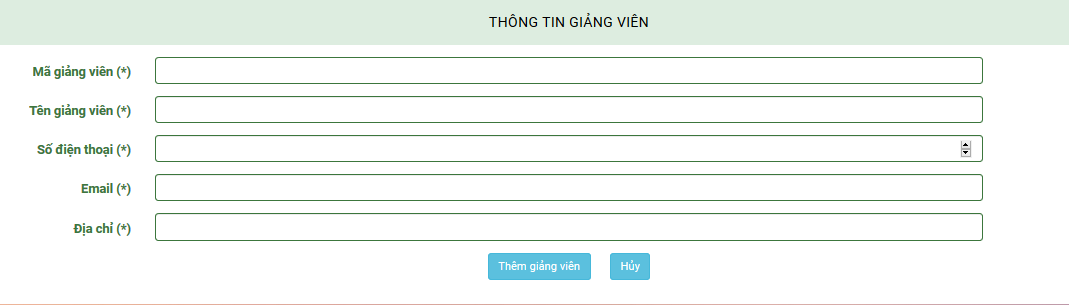 THÔNG TIN GIẢNG VIÊN
Mã giảng viên (*)
Tên giảng viên (*)
Số điện thoại (*)
Email (*)
Địa chỉ (*)
Thêm giảng viên Hủy